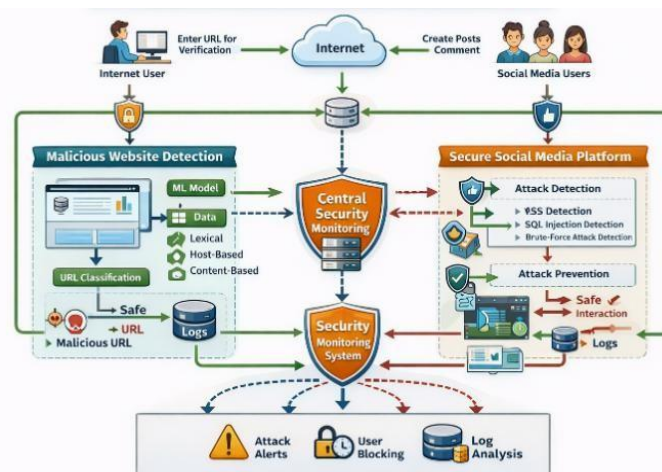 Enter URL for
Verification
Internet
Create Posts
Comment
Internet User
Social Media Users
Malicious Website Detection
ML Model
Data
Lexical
Host-Based
Content-Based
URL Classification
Safe
URL
Malicious URL
Logs
Central
Security
Monitoring
Security
Monitoring
System
Secure Social Media Platform
Attack Detection
XSS Detection
SQL Injection Detection
Brute-Force Attack Detection
Attack Prevention
Safe
Interaction
Logs
Attack
Alerts
User
Blocking
Log
Analysis